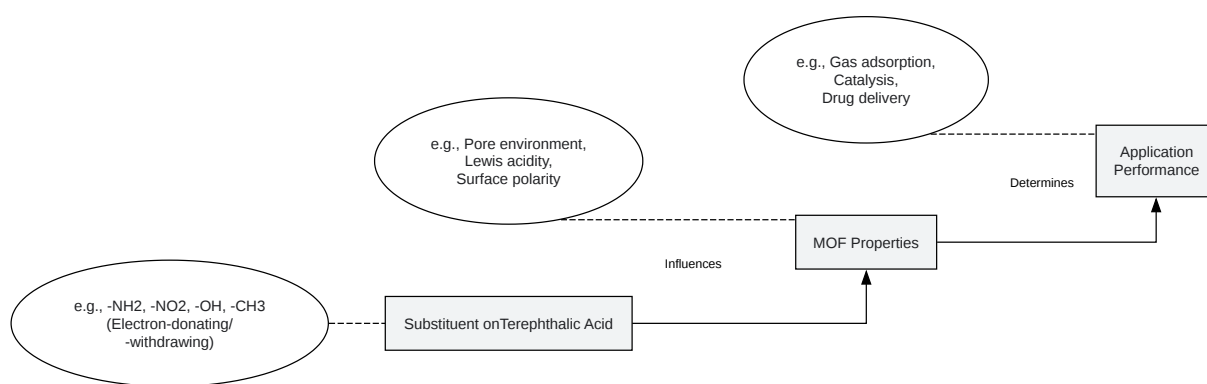 e.g., Gas adsorption,
Catalysis,
Drug delivery
e.g., Pore environment,
Lewis acidity,
Surface polarity
Application
Performance
Determines
MOF Properties
Influences
e.g., -NH2, -NO2, -OH, -CH3
(Electron-donating/
-withdrawing)
Substituent onTerephthalic Acid